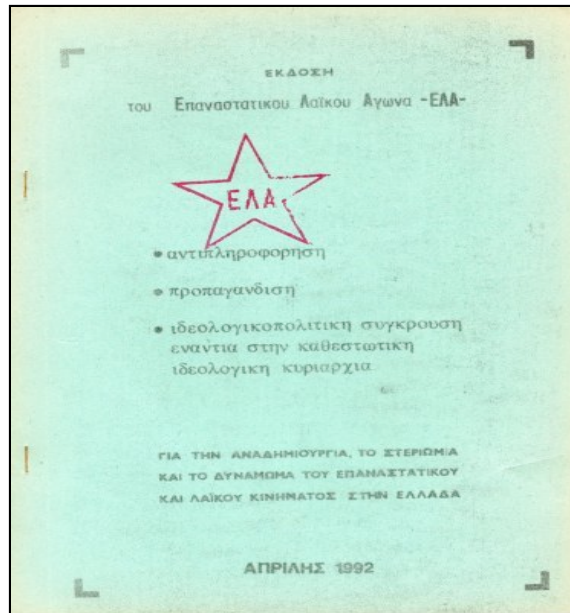 ΕΚΔΟΣΗ
του Επαναστατικου Λαϊκου Αγωνα -ΕΛΑ-
ΕΛΑ
• αντιπληροφορηση
• προπαγανδιση
• ιδεολογικοπολιτικη συγκρουση
εναντια στην καθεστωτικη
ιδεολογικη κυριαρχια
ΓΙΑ ΤΗΝ ΑΝΑΔΗΜΙΟΥΡΓΙΑ, ΤΟ ΣΤΕΡΙΩΜΑ
ΚΑΙ ΤΟ ΔΥΝΑΜΩΜΑ ΤΟΥ ΕΠΑΝΑΣΤΑΤΙΚΟΥ
ΚΑΙ ΛΑΪΚΟΥ ΚΙΝΗΜΑΤΟΣ ΣΤΗΝ ΕΛΛΑΔΑ
ΑΠΡΙΛΗΣ 1992